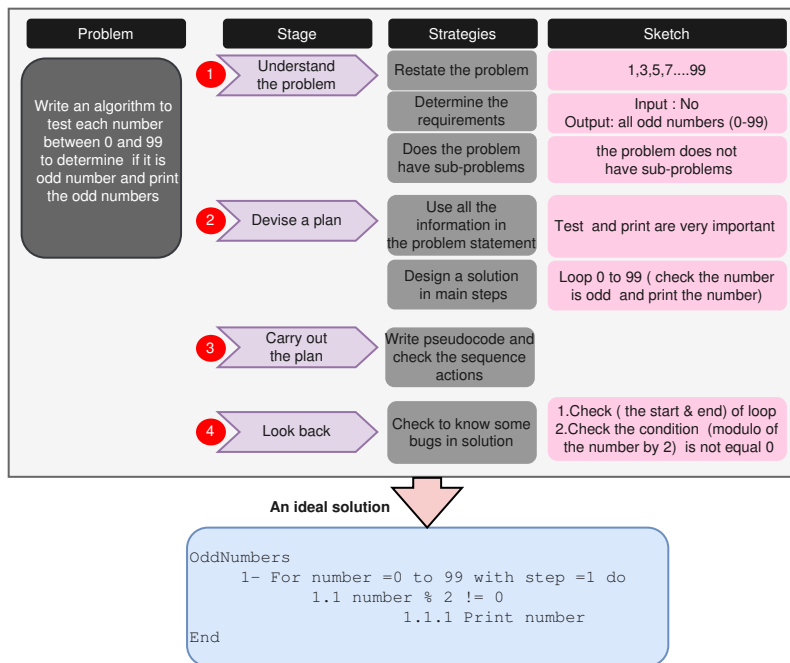 Problem
Stage
Strategies
Sketch
Write an algorithm to
test each number
between 0 and 99
to determine if it is
odd number and print
the odd numbers
1
Understand
the problem
Restate the problem
1,3,5,7....99
Determine the
requirements
Input : No
Output: all odd numbers (0-99)
Does the problem
have sub-problems
the problem does not
have sub-problems
2
Devise a plan
Use all the
information in
the problem statement
Test and print are very important
Design a solution
in main steps
Loop 0 to 99 ( check the number
is odd and print the number)
3
Carry out
the plan
Write pseudocode and
check the sequence
actions
4
Look back
Check to know some
bugs in solution
1.Check ( the start & end) of loop
2.Check the condition (modulo of
the number by 2) is not equal 0
An ideal solution
OddNumbers
1- For number =0 to 99 with step =1 do
1.1 number % 2 != 0
1.1.1 Print number
End